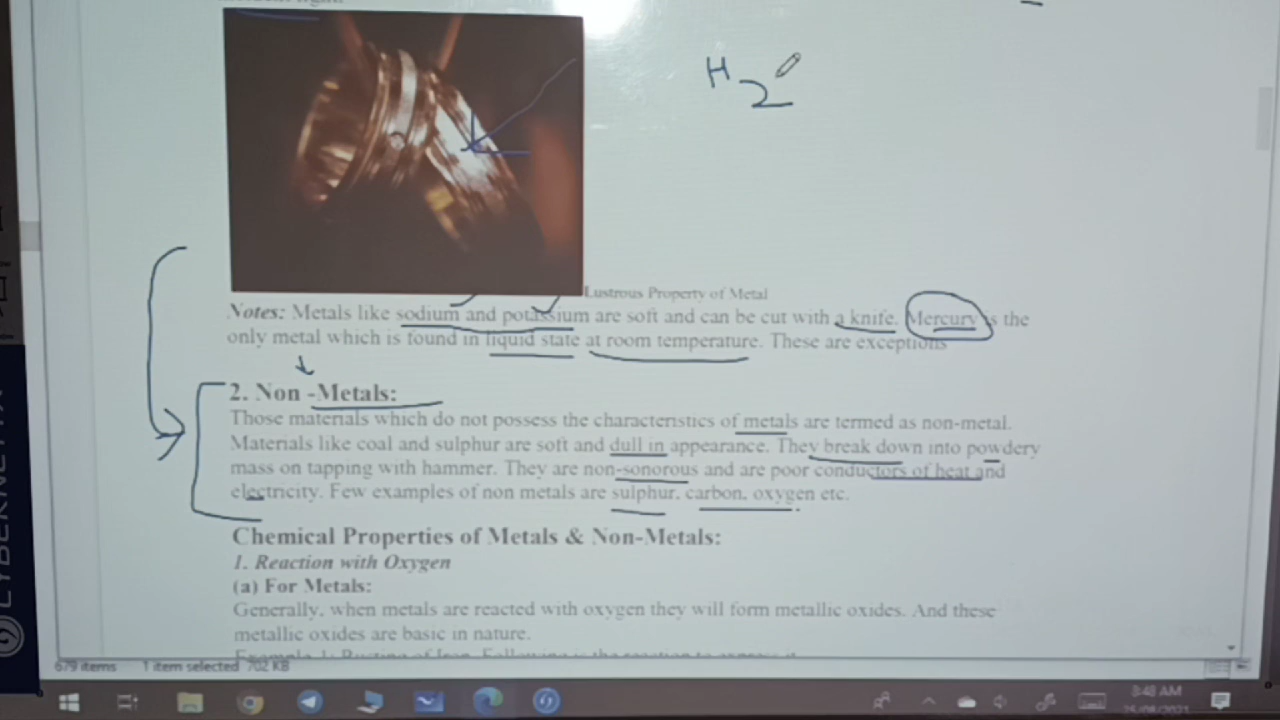 H2
Lustrous Property of Metal
Notes: Metals like sodium and potassium are soft and can be cut with a knife. Mercury is the
only metal which is found in liquid state at room temperature. These are exceptions
2. Non -Metals:
Those materials which do not possess the characteristics of metals are termed as non-metal.
Materials like coal and sulphur are soft and dull in appearance. They break down into powdery
mass on tapping with hammer. They are non-sonorous and are poor conductors of heat and
electricity. Few examples of non metals are sulphur, carbon, oxygen etc.
Chemical Properties of Metals & Non-Metals:
1. Reaction with Oxygen
(a) For Metals:
Generally, when metals are reacted with oxygen they will form metallic oxides. And these
metallic oxides are basic in nature.
679 items 1 item selected 702 KB
8:48 AM
25/08/2021